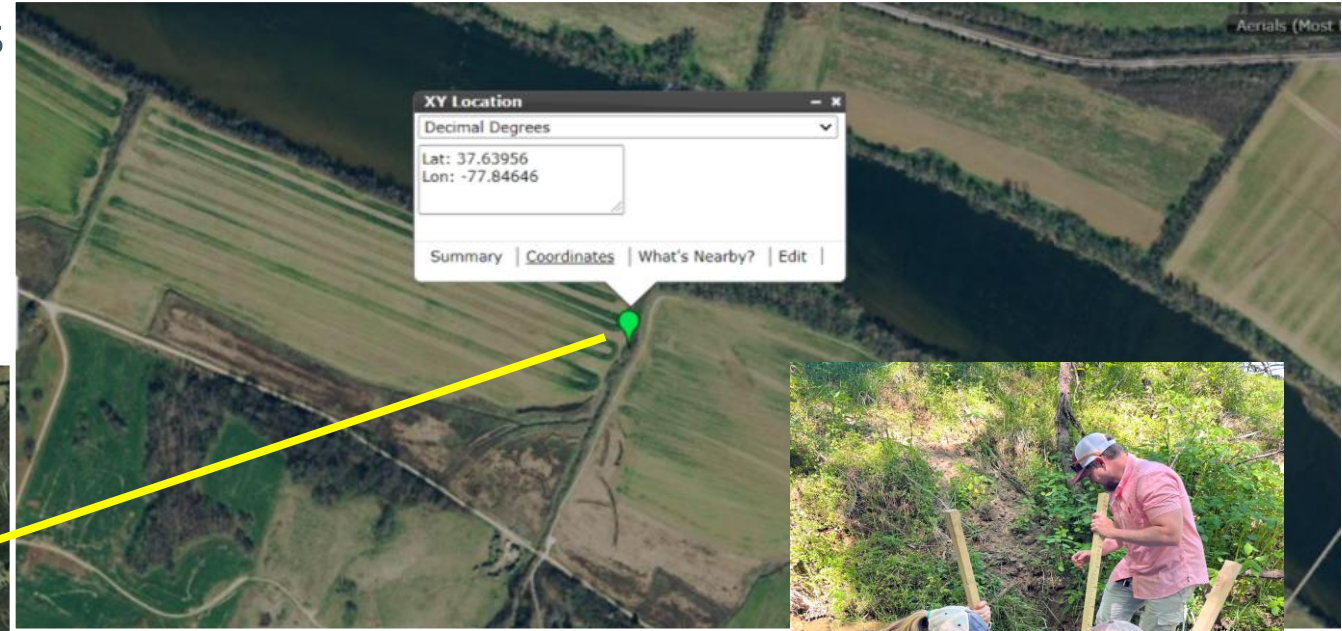 Aerials (Most
XY Location
Decimal Degrees
Lat: 37.63956
Lon: -77.84646
Summary | Coordinates | What's Nearby? | Edit |